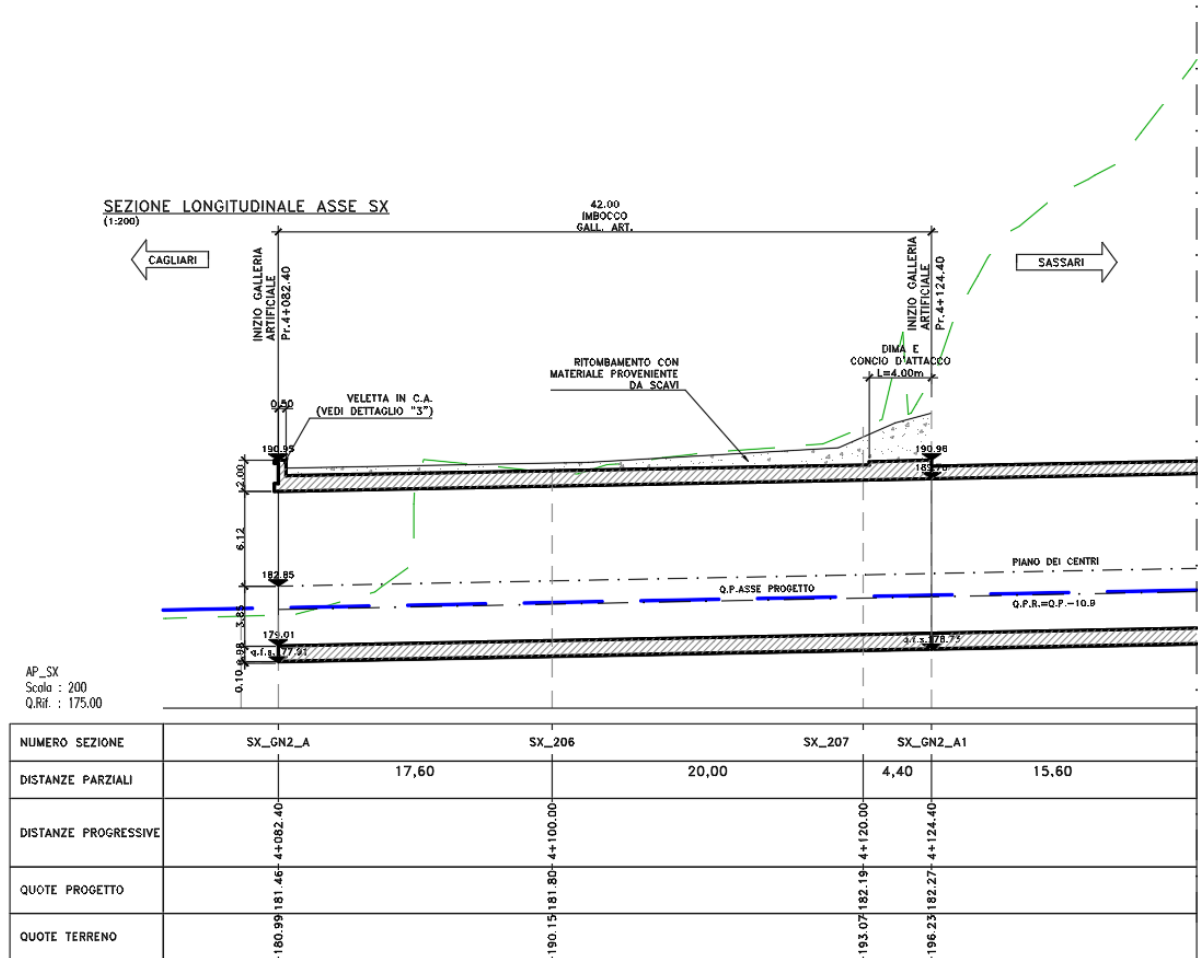 SEZIONE LONGITUDINALE ASSE SX
(1:200)
CAGLIARI
42.00
IMBOCCO
GALL. ART.
SASSARI
INIZIO GALLERIA
ARTIFICIALE
Pr.4+082.40
INIZIO GALLERIA
ARTIFICIALE
Pr.4+124.40
DIMA E
CONCIO D'ATTACCO
L=4.00m
RITOMBAMENTO CON
MATERIALE PROVENIENTE
DA SCAVI
0.50
VELETTA IN C.A.
(VEDI DETTAGLIO "3")
190.95
190.96
2.00
6.12
182.85
PIANO DEI CENTRI
Q.P.ASSE PROGETTO
Q.P.R.=Q.P.-10.9
3.85
179.01
q.f.s.178.73
q.f.s.177.91
0.98
0.10
AP_SX
Scala : 200
Q.Rif. : 175.00
NUMERO SEZIONE SX_GN2_A SX_206 SX_207 SX_GN2_A1
DISTANZE PARZIALI 17,60 20,00 4,40 15,60
DISTANZE PROGRESSIVE 4+082.40 4+100.00 4+120.00 4+124.40
QUOTE PROGETTO 181.46 181.80 182.19 182.27
QUOTE TERRENO 180.99 190.15 193.07 196.23